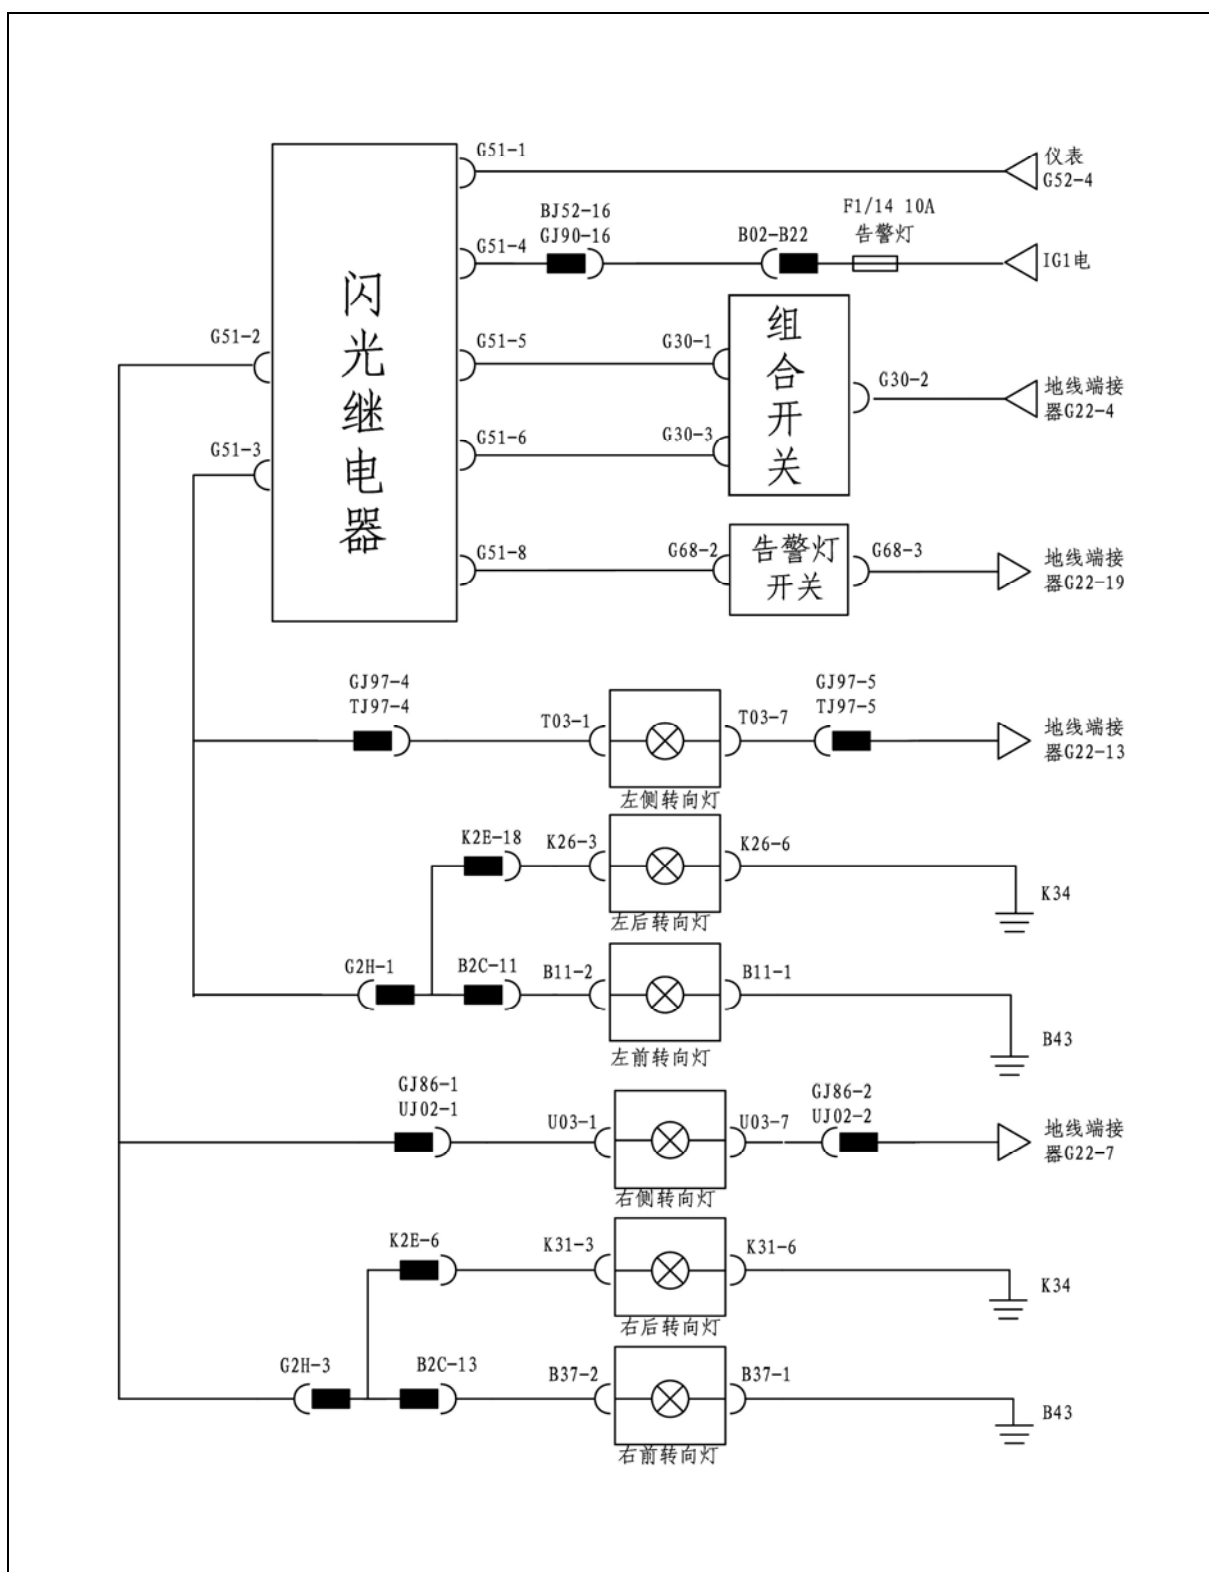 G51-1
仪表
G52-4
BJ52-16
GJ90-16
G51-4
B02-B22
F1/14 10A
告警灯
IG1电
闪光继电器
G51-2
G51-5
G30-1
组合开关
G30-2
地线端接
器G22-4
G51-3
G51-6
G30-3
G51-8
G68-2
告警灯
开关
G68-3
地线端接
器G22-19
GJ97-4
TJ97-4
T03-1
T03-7
GJ97-5
TJ97-5
地线端接
器G22-13
左侧转向灯
K2E-18
K26-3
K26-6
K34
左后转向灯
G2H-1
B2C-11
B11-2
B11-1
B43
左前转向灯
GJ86-1
UJ02-1
U03-1
U03-7
GJ86-2
UJ02-2
地线端接
器G22-7
右侧转向灯
K2E-6
K31-3
K31-6
K34
右后转向灯
G2H-3
B2C-13
B37-2
B37-1
B43
右前转向灯